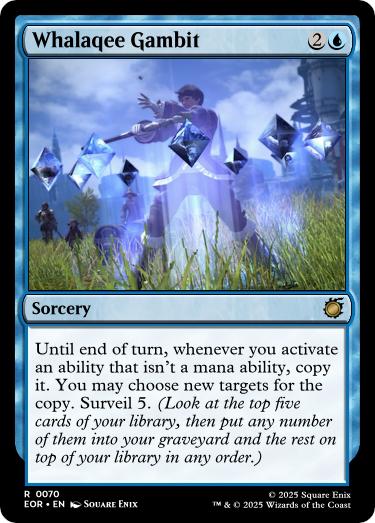 Whalaqee Gambit 2
Sorcery
Until end of turn, whenever you activate
an ability that isn't a mana ability, copy
it. You may choose new targets for the
copy. Surveil 5. (Look at the top five
cards of your library, then put any number
of them into your graveyard and the rest on
top of your library in any order.)
R 0070 © 2025 Square Enix
EOR • EN Square Enix ™ & © 2025 Wizards of the Coast